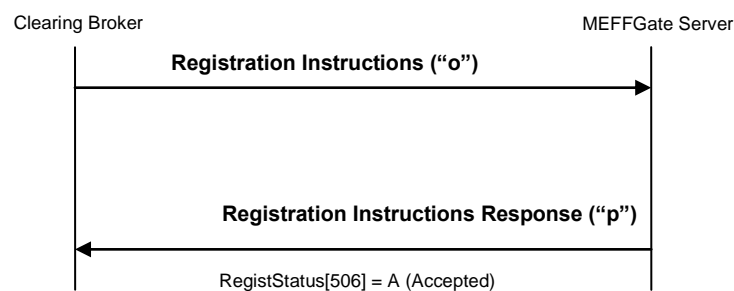 Clearing Broker
MEFFGate Server
Registration Instructions (“o”)
Registration Instructions Response (“p”)
RegistStatus[506] = A (Accepted)